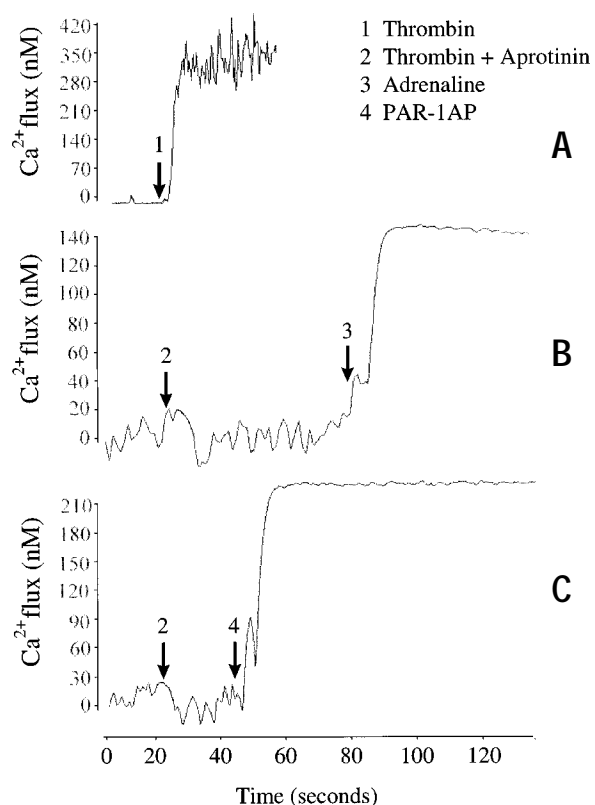 420
350
280
210
140
70
0
Ca2+flux (nM)
1
1 Thrombin
2 Thrombin + Aprotinin
3 Adrenaline
4 PAR-1AP
A
140
120
100
80
60
40
20
0
Ca2+flux (nM)
2
3
B
210
180
150
120
90
60
30
0
Ca2+flux (nM)
2
4
C
0 20 40 60 80 100 120
Time (seconds)